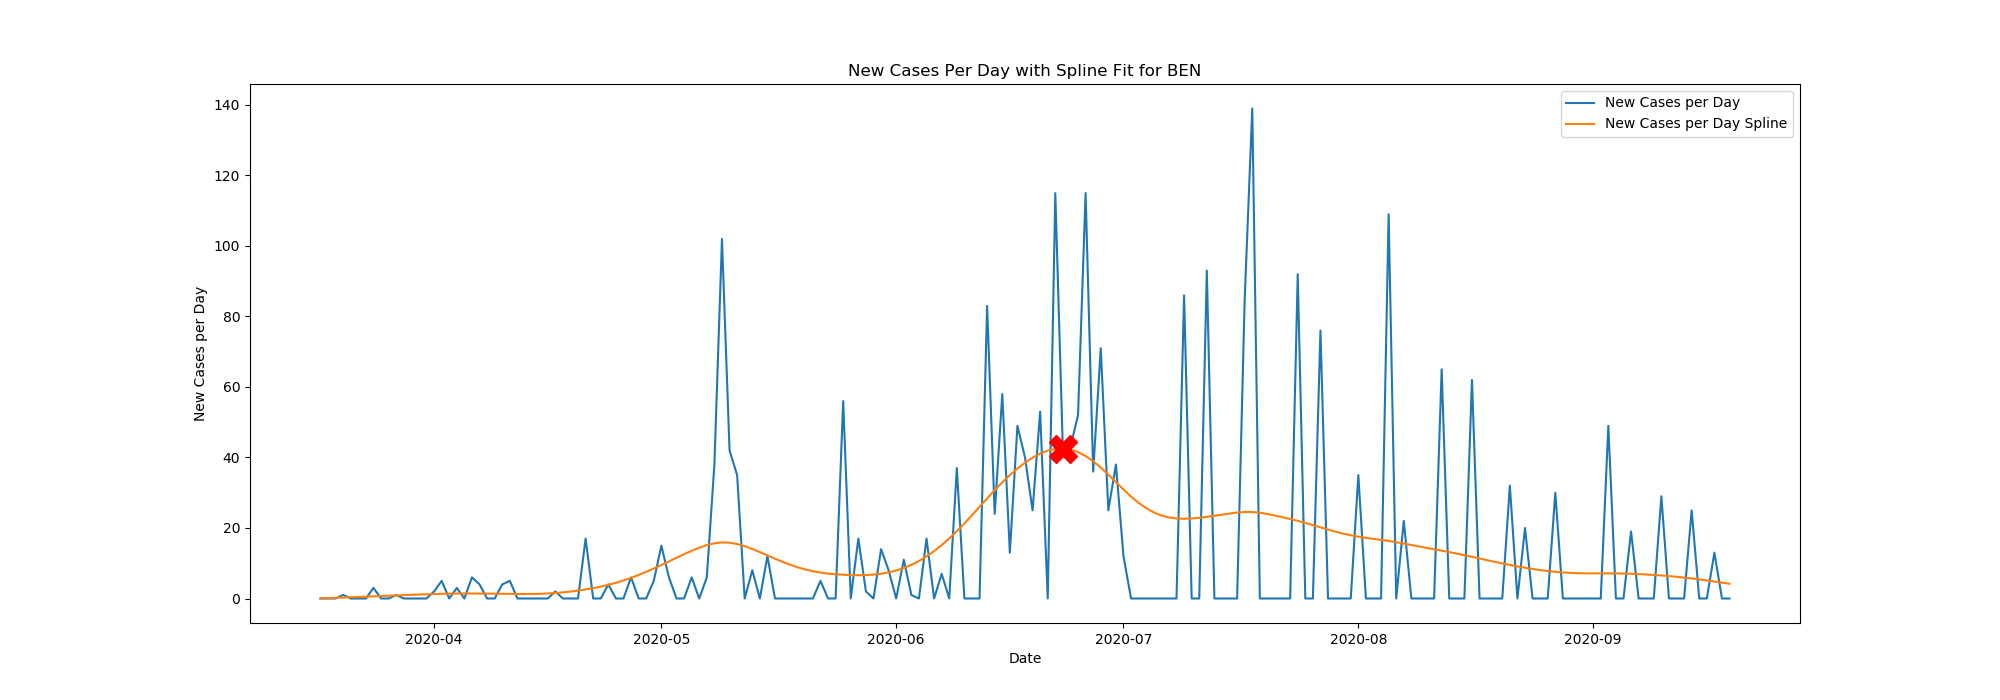 New Cases Per Day with Spline Fit for BEN
New Cases per Day
New Cases per Day Spline
140
120
100
80
60
40
20
0
New Cases per Day
2020-04
2020-05
2020-06
2020-07
2020-08
2020-09
Date